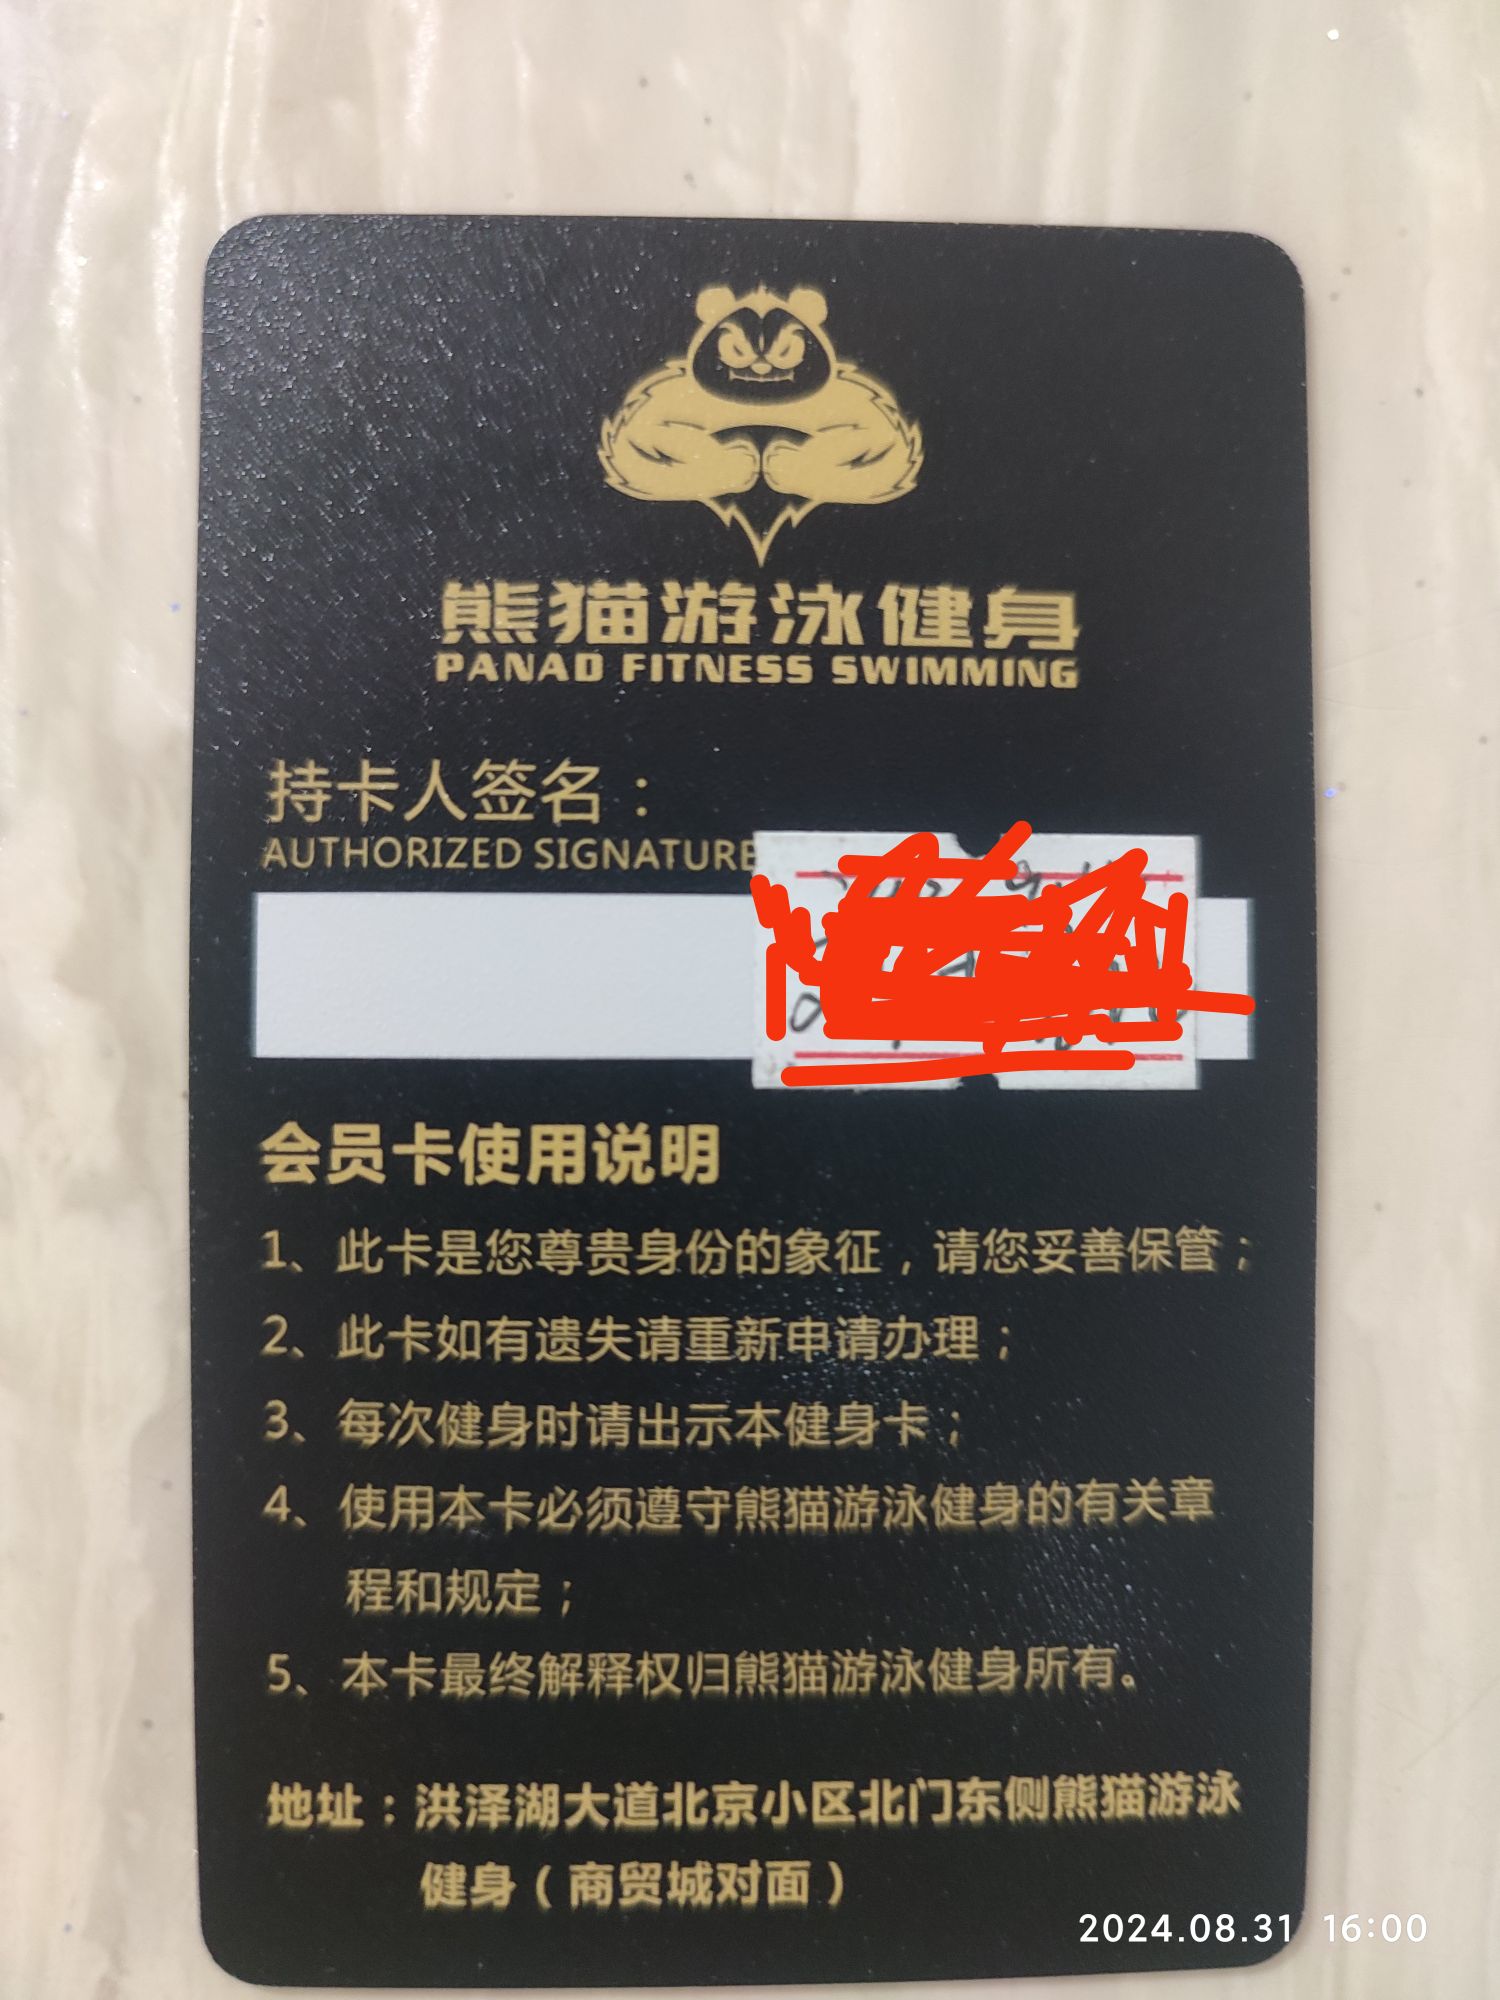 熊猫游泳健身
PANAD FITNESS SWIMMING
持卡人签名：
AUTHORIZED SIGNATURE
会员卡使用说明
1、此卡是您尊贵身份的象征，请您妥善保管；
2、此卡如有遗失请重新申请办理；
3、每次健身时请出示本健身卡；
4、使用本卡必须遵守熊猫游泳健身的有关章
程和规定；
5、本卡最终解释权归熊猫游泳健身所有。
地址：洪泽湖大道北京小区北门东侧熊猫游泳
健身（商贸城对面）
2024.08.31 16:00